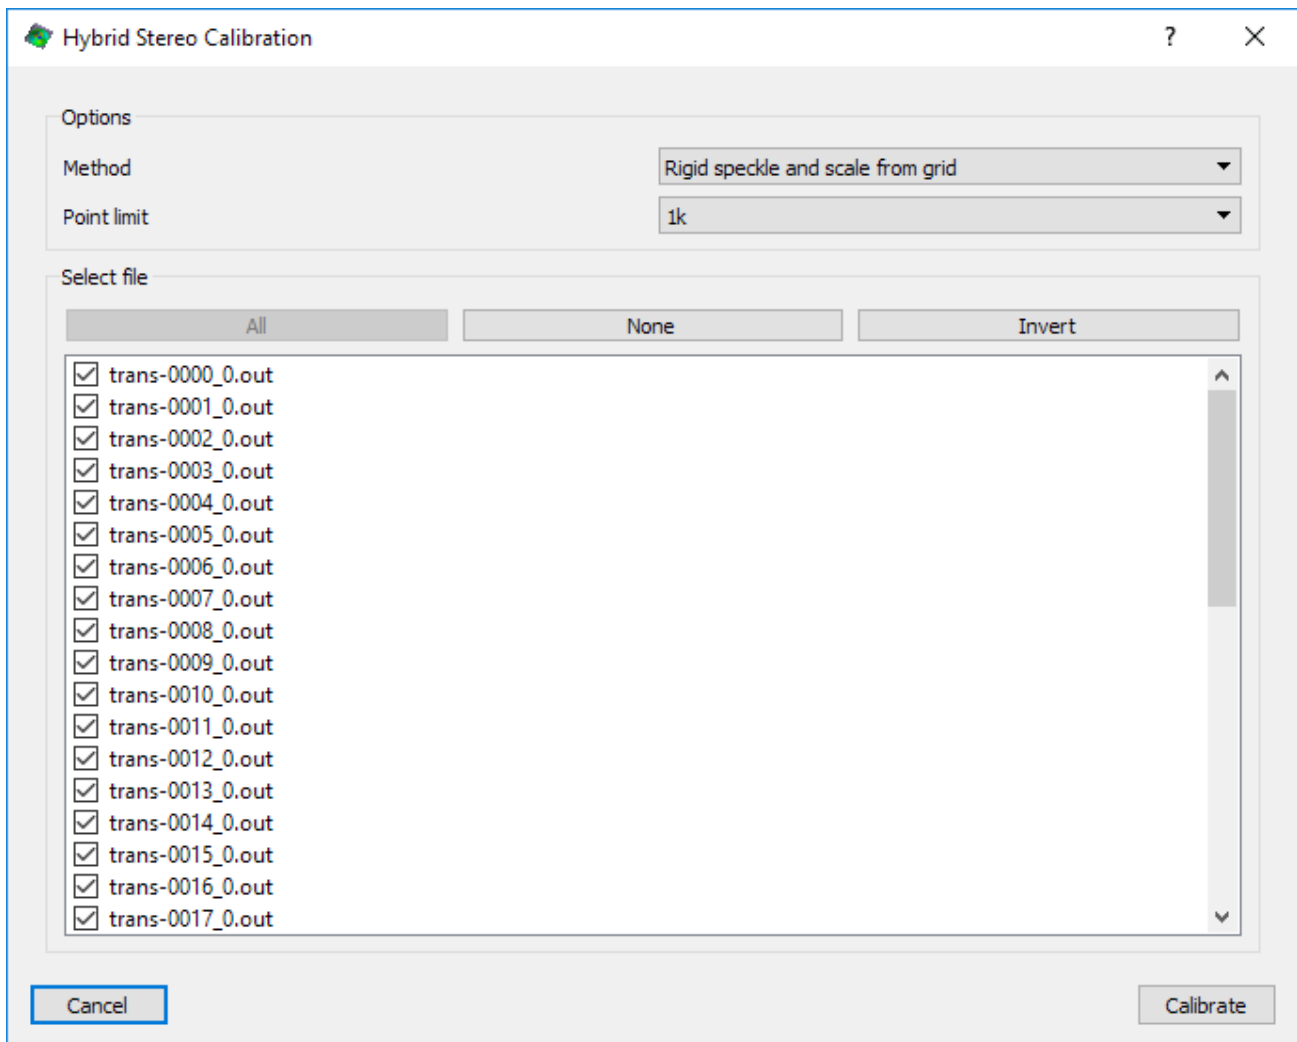 Hybrid Stereo Calibration ?
Options
Method Rigid speckle and scale from grid
Point limit 1k
Select file
All None Invert
trans-0000_0.out
trans-0001_0.out
trans-0002_0.out
trans-0003_0.out
trans-0004_0.out
trans-0005_0.out
trans-0006_0.out
trans-0007_0.out
trans-0008_0.out
trans-0009_0.out
trans-0010_0.out
trans-0011_0.out
trans-0012_0.out
trans-0013_0.out
trans-0014_0.out
trans-0015_0.out
trans-0016_0.out
trans-0017_0.out
Cancel Calibrate